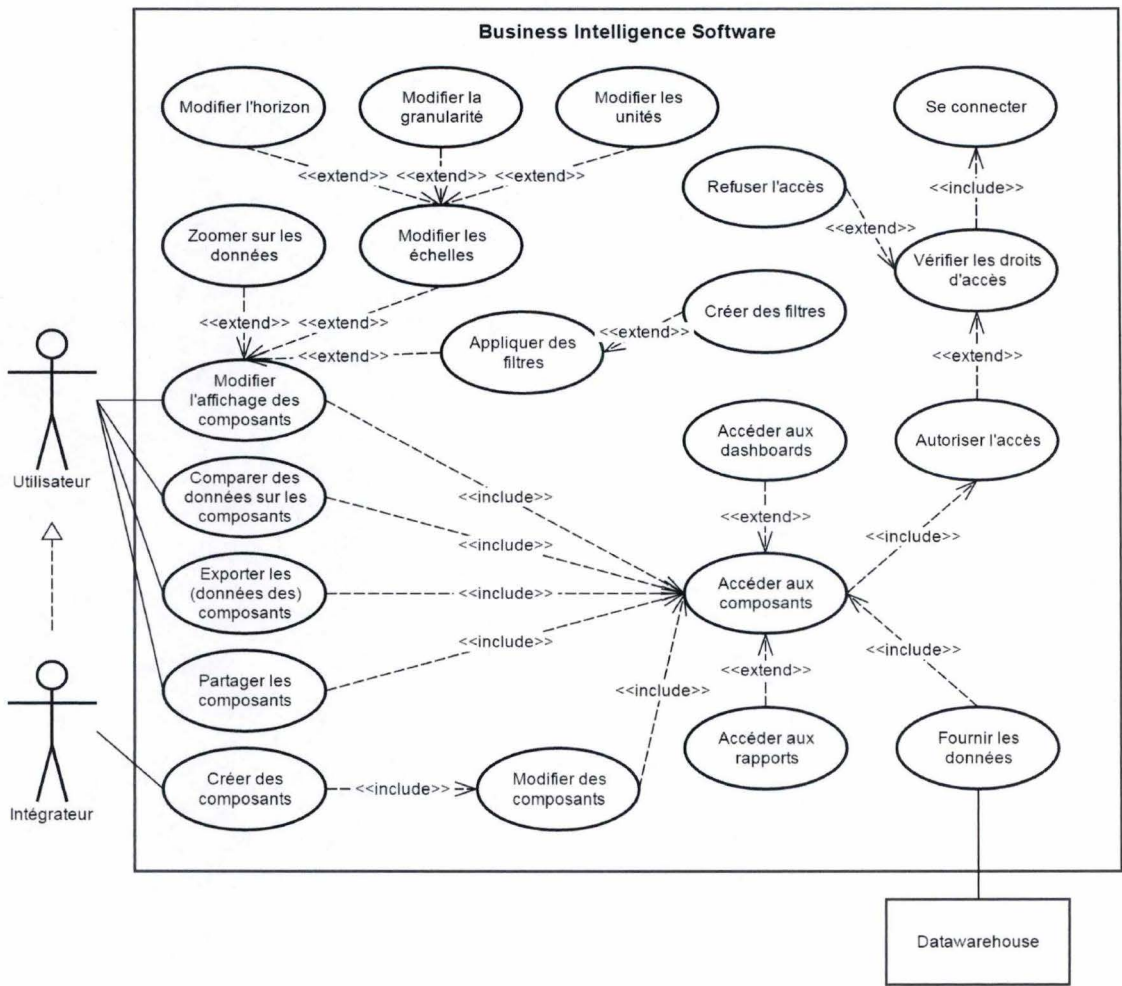 Business Intelligence Software
Modifier l'horizon
Modifier la
granularité
Modifier les
unités
Se connecter
<<extend>>
<<extend>>
<<extend>>
Refuser l'accès
<<include>>
Zoomer sur les
données
Modifier les
échelles
<<extend>>
Vérifier les droits
d'accès
<<extend>>
<<extend>>
Créer des filtres
<<extend>>
Appliquer des
filtres
<<extend>>
<<extend>>
Modifier
l'affichage des
composants
Accéder aux
dashboards
Autoriser l'accès
Utilisateur
Comparer des
données sur les
composants
<<include>>
<<extend>>
<<include>>
<<include>>
Exporter les
(données des)
composants
<<include>>
Accéder aux
composants
<<include>>
<<include>>
<<extend>>
Partager les
composants
<<include>>
Accéder aux
rapports
Fournir les
données
Intégrateur
Créer des
composants
<<include>>
Modifier des
composants
Datawarehouse